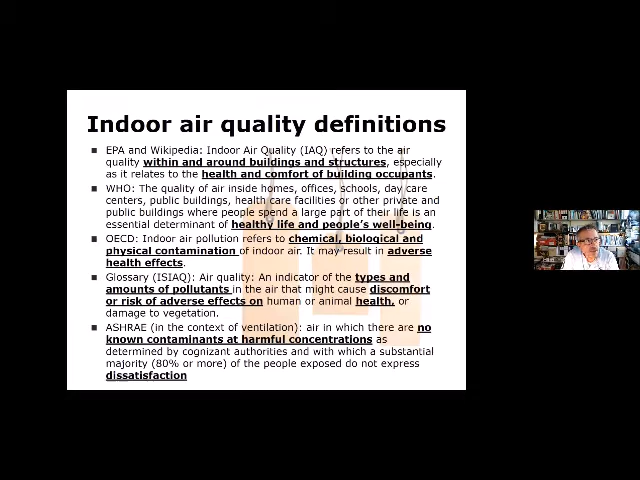 Indoor air quality definitions
■ EPA and Wikipedia: Indoor Air Quality (IAQ) refers to the air
quality within and around buildings and structures, especially
as it relates to the health and comfort of building occupants.
■ WHO: The quality of air inside homes, offices, schools, day care
centers, public buildings, health care facilities or other private and
public buildings where people spend a large part of their life is an
essential determinant of healthy life and people's well-being.
■ OECD: Indoor air pollution refers to chemical, biological and
physical contamination of indoor air. It may result in adverse
health effects.
■ Glossary (ISIAQ): Air quality: An indicator of the types and
amounts of pollutants in the air that might cause discomfort
or risk of adverse effects on human or animal health, or
damage to vegetation.
■ ASHRAE (in the context of ventilation): air in which there are no
known contaminants at harmful concentrations as
determined by cognizant authorities and with which a substantial
majority (80% or more) of the people exposed do not express
dissatisfaction